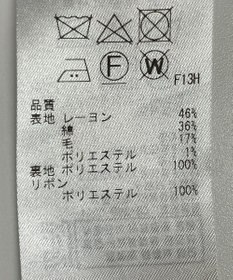 F W
F13H
品質
表地 レーヨン 46%
綿 36%
毛 17%
ポリエステル 1%
裏地 ポリエステル 100%
リボン
ポリエステル 100%